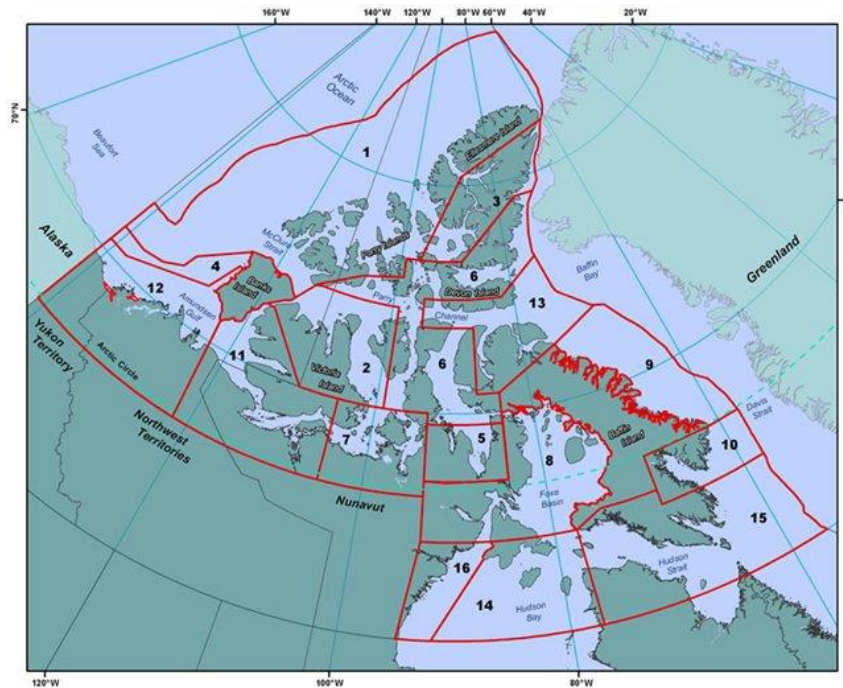 160°W 140°W 120°W 100°W 80°W 60°W 40°W 20°W
70°N
Arctic
Ocean
Beaufort
Sea
1
Ellesmere Island
3
Alaska
McClure
Strait
Parry Islands
Greenland
4
6
Baffin
Bay
12
Banks
Island
Devon Island
13
Amundsen
Gulf
Parry
Channel
Yukon
Territory
Arctic Circle
11
Victoria
Island
2
6
9
Davis
Strait
Northwest
Territories
7
5
8
Baffin
Island
10
Nunavut
Foxe
Basin
15
16
Hudson
Strait
14
Hudson
Bay
120°W 100°W 80°W